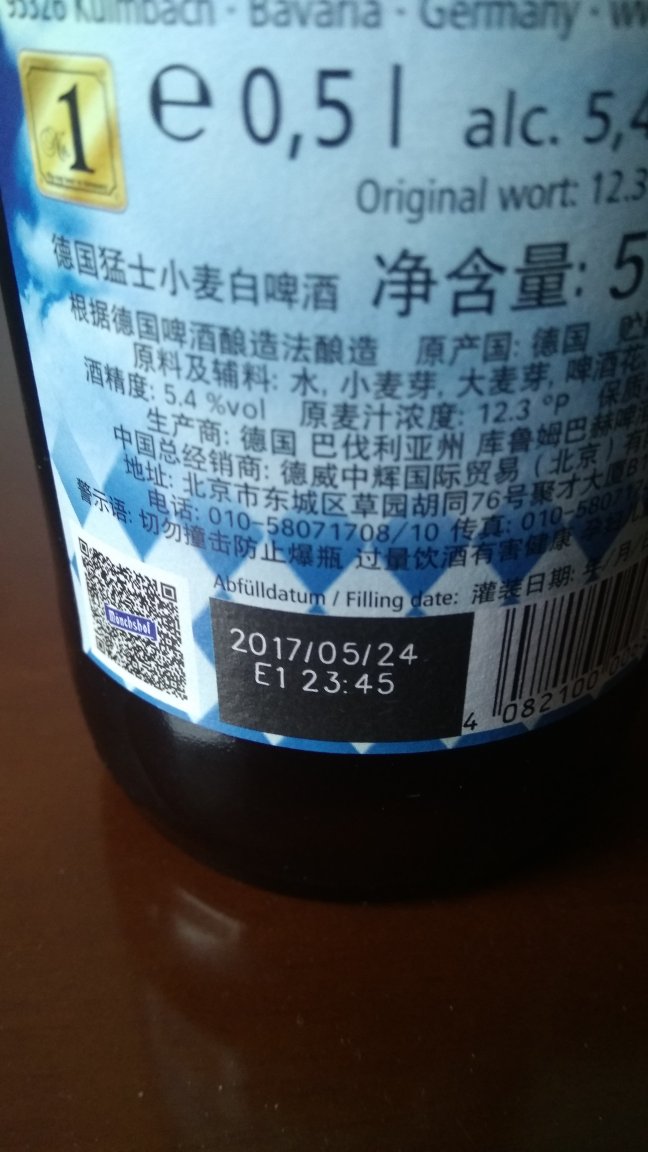 95326 Kulmbach · Bavaria · Germany ·
No. 1
e 0,5 l alc. 5,4
Original wort: 12.3
德国猛士小麦白啤酒 净含量: 5
根据德国啤酒酿造法酿造 原产国: 德国
原料及辅料: 水, 小麦芽, 大麦芽, 啤酒花,
酒精度: 5.4 %vol 原麦汁浓度: 12.3 °P 保质
生产商: 德国 巴伐利亚州 库鲁姆巴赫啤酒
中国总经销商: 德威中辉国际贸易（北京）有
地址: 北京市东城区草园胡同76号聚才大厦B1
电话: 010-58071708/10 传真: 010-580717
警示语: 切勿撞击防止爆瓶 过量饮酒有害健康
Abfülldatum / Filling date: 灌装日期: 年/月/
Mönchshof
2017/05/24
E1 23:45
4 082100 00